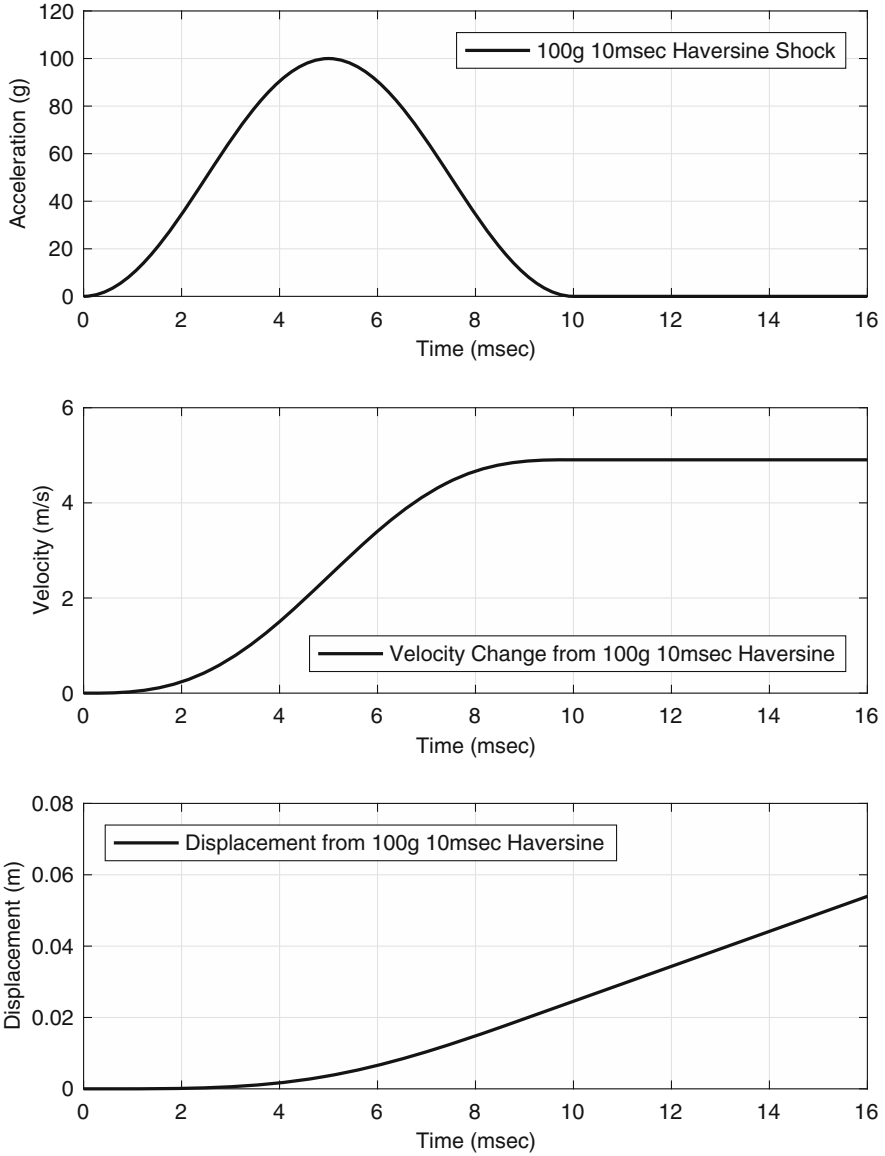 120
100
80
60
40
20
0
Acceleration (g)
100g 10msec Haversine Shock
0 2 4 6 8 10 12 14 16
Time (msec)
6
4
2
0
Velocity (m/s)
Velocity Change from 100g 10msec Haversine
0 2 4 6 8 10 12 14 16
Time (msec)
0.08
0.06
0.04
0.02
0
Displacement (m)
Displacement from 100g 10msec Haversine
0 2 4 6 8 10 12 14 16
Time (msec)